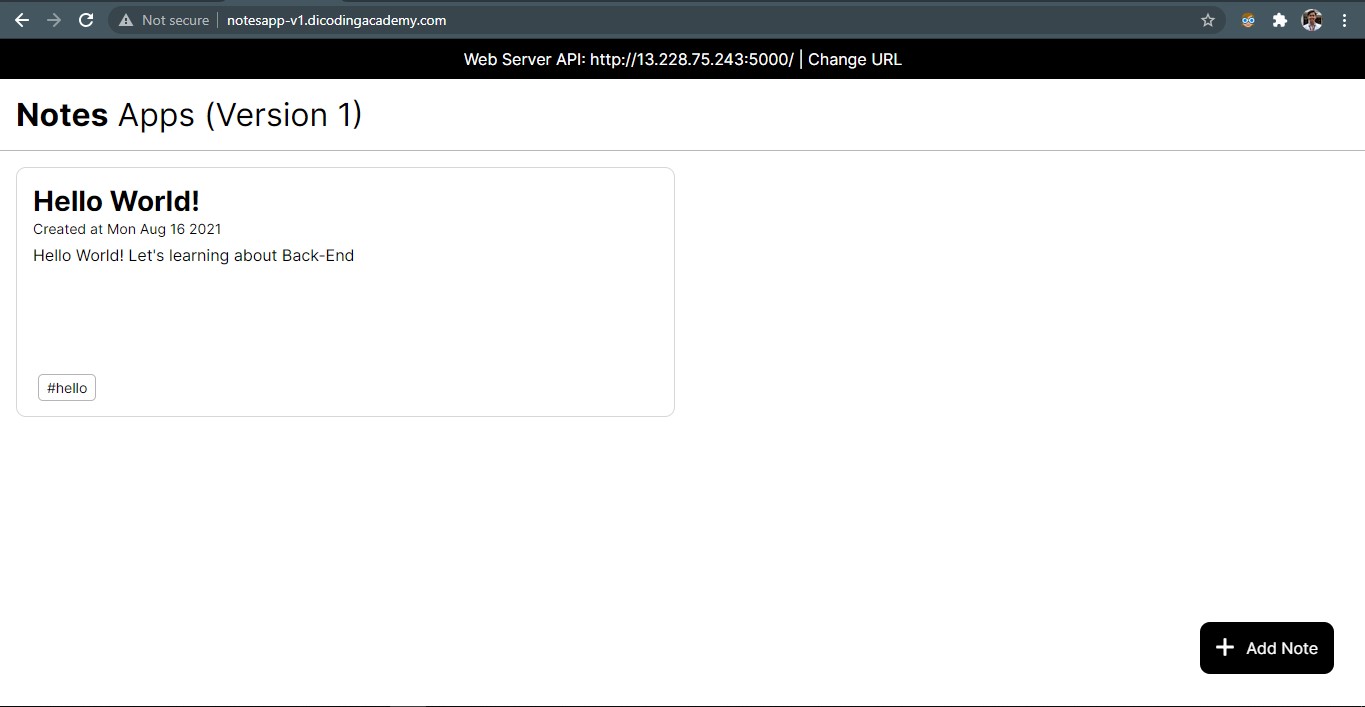 Not secure | notesapp-v1.dicodingacademy.com
Web Server API: http://13.228.75.243:5000/ | Change URL
Notes Apps (Version 1)
Hello World!
Created at Mon Aug 16 2021
Hello World! Let's learning about Back-End
#hello
+ Add Note